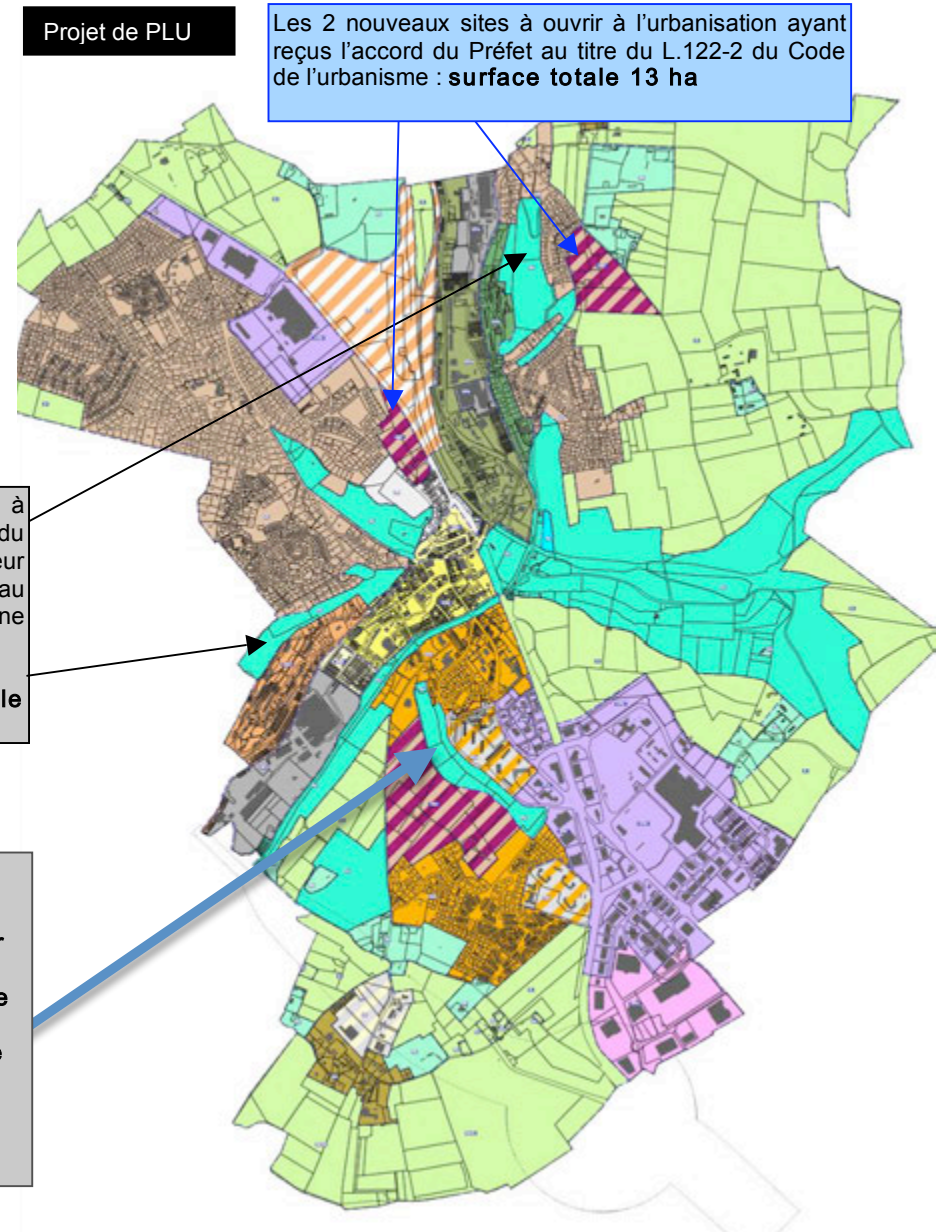 Projet de PLU
Les 2 nouveaux sites à ouvrir à l’urbanisation ayant
reçus l’accord du Préfet au titre du L.122-2 du Code
de l’urbanisme : surface totale 13 ha
à
du
eur
au
ne
le
r
e
e